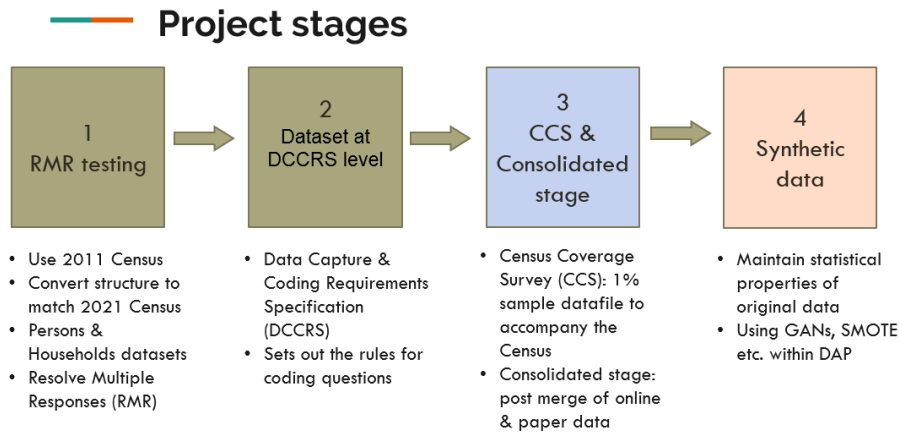 Project stages
1
RMR testing
2
Dataset at
DCCRS level
3
CCS &
Consolidated
stage
4
Synthetic
data
• Use 2011 Census
• Convert structure to
match 2021 Census
• Persons &
Households datasets
• Resolve Multiple
Responses (RMR)
• Data Capture &
Coding Requirements
Specification
(DCCRS)
• Sets out the rules for
coding questions
• Census Coverage
Survey (CCS): 1%
sample datafile to
accompany the
Census
• Consolidated stage:
post merge of online
& paper data
• Maintain statistical
properties of
original data
• Using GANs, SMOTE
etc. within DAP